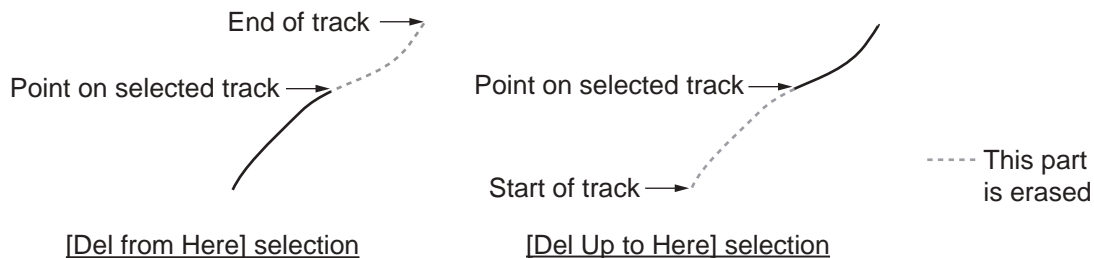 End of track
Point on selected track
[Del from Here] selection
Point on selected track
Start of track
[Del Up to Here] selection
This part
is erased